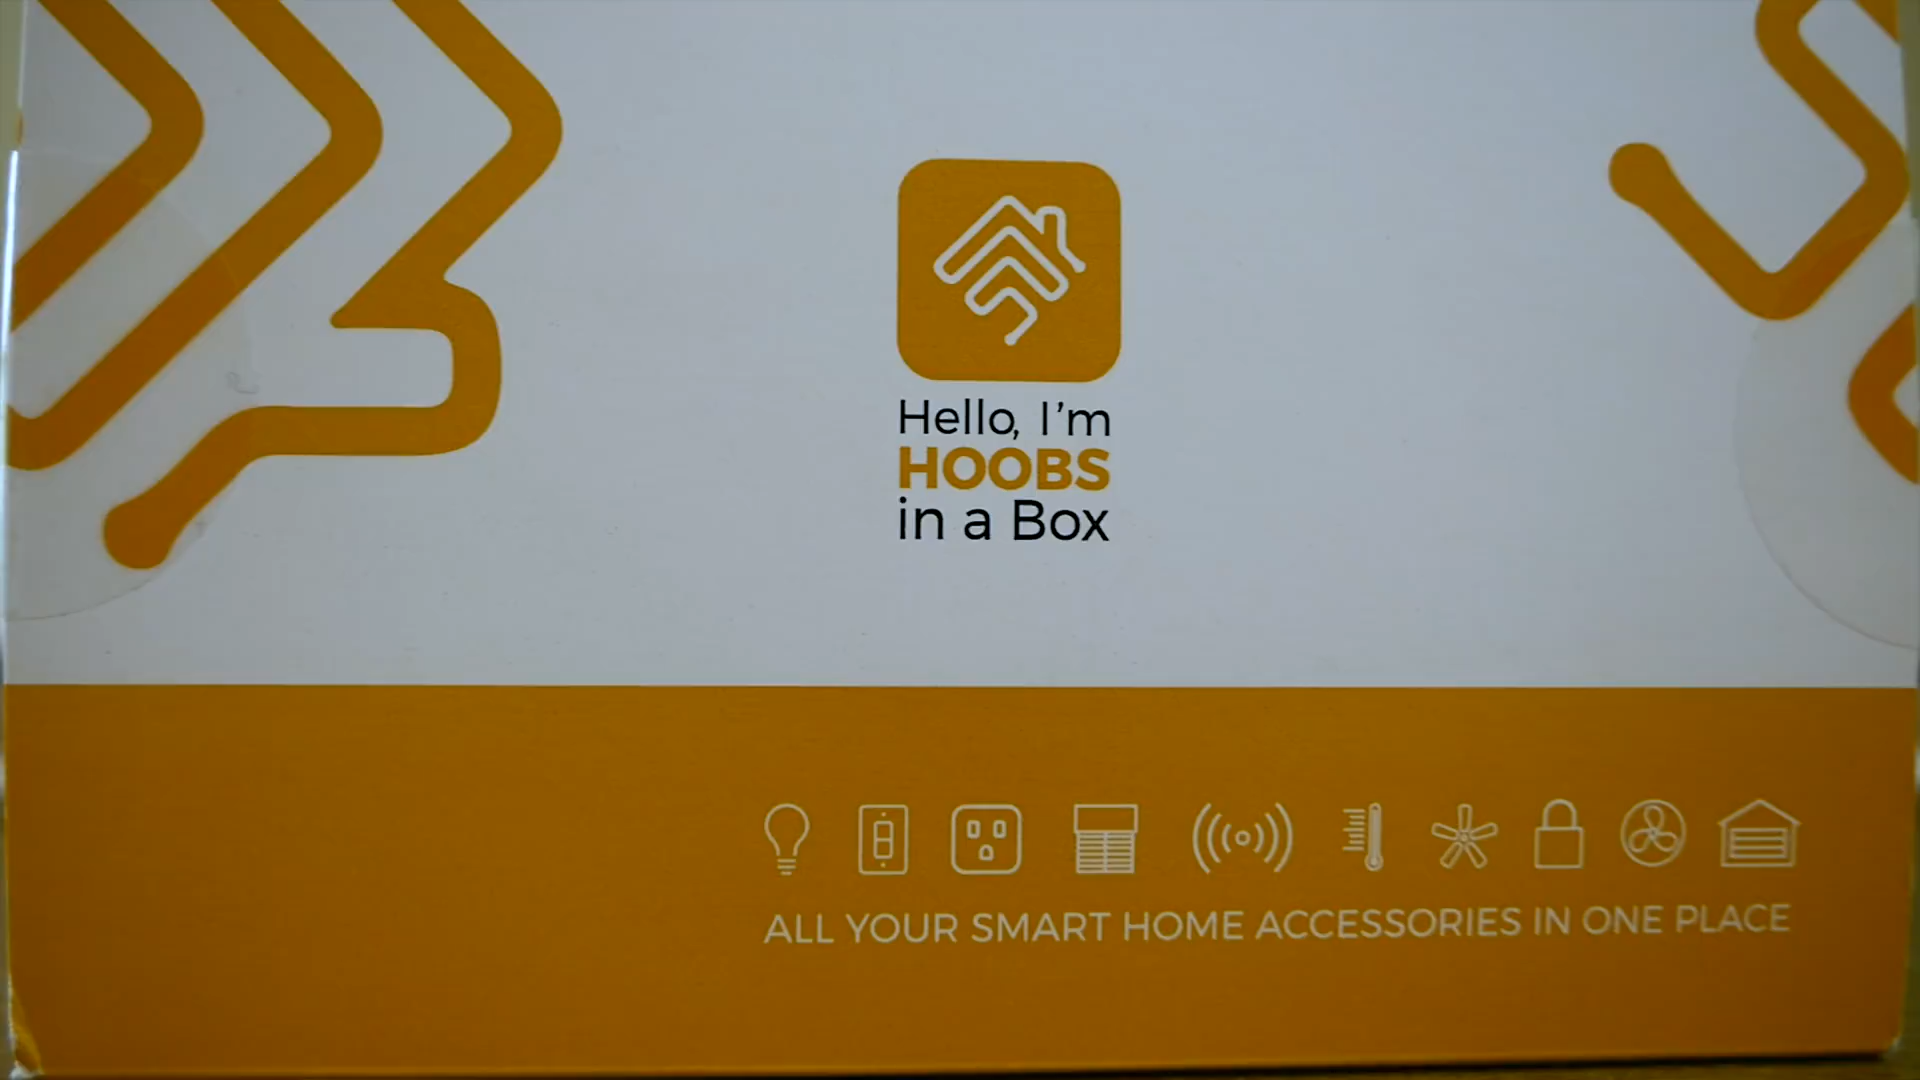 Hello, I'm
HOOBS
in a Box
ALL YOUR SMART HOME ACCESSORIES IN ONE PLACE